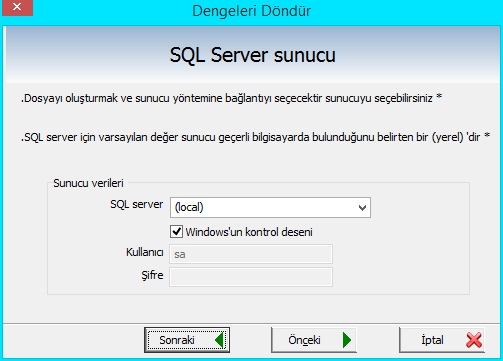 Dengeleri Döndür
SQL Server sunucu
.Dosyayı oluşturmak ve sunucu yöntemine bağlantıyı seçecektir sunucuyu seçebilirsiniz *
.SQL server için varsayılan değer sunucu geçerli bilgisayarda bulunduğunu belirten bir (yerel) 'dir *
Sunucu verileri
SQL server (local)
Windows'un kontrol deseni
Kullanıcı sa
Şifre
Sonraki Önceki İptal